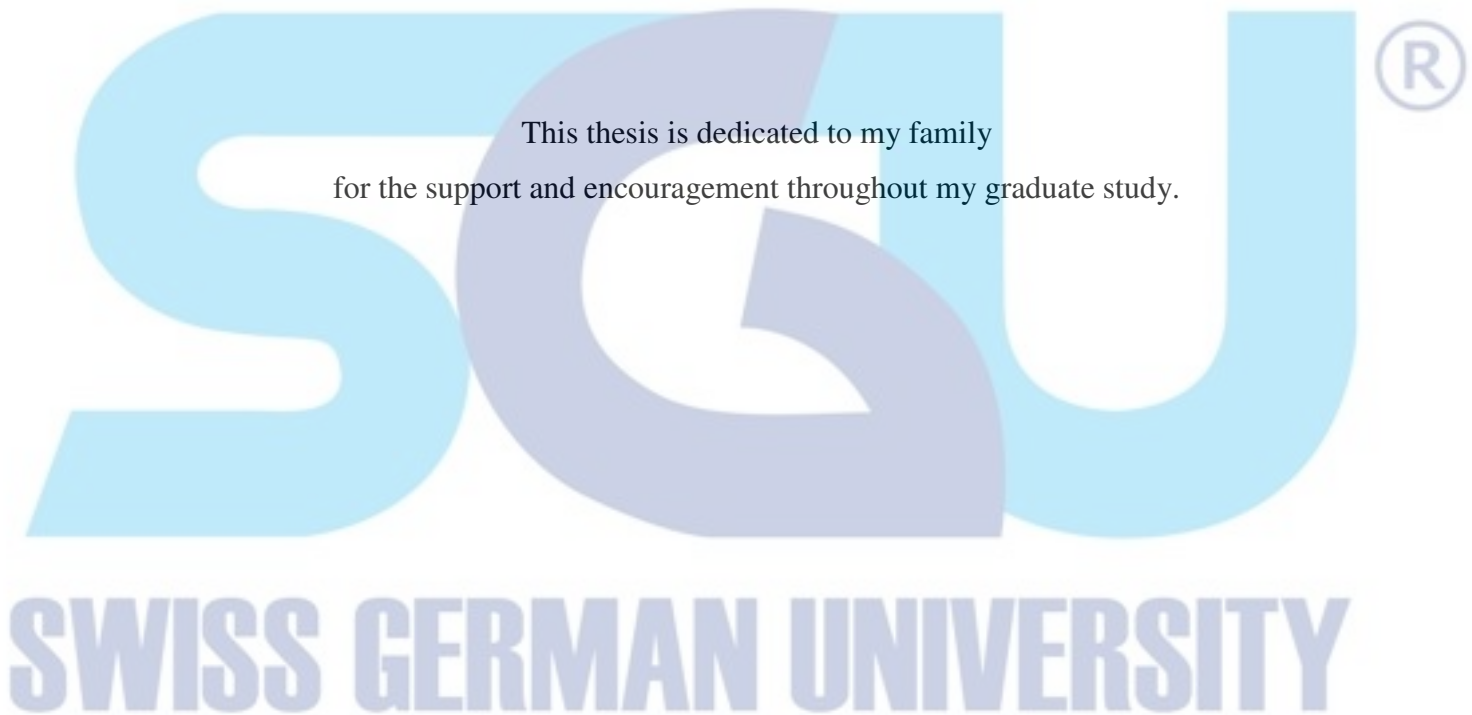 SGU ®
This thesis is dedicated to my family
for the support and encouragement throughout my graduate study.
SWISS GERMAN UNIVERSITY